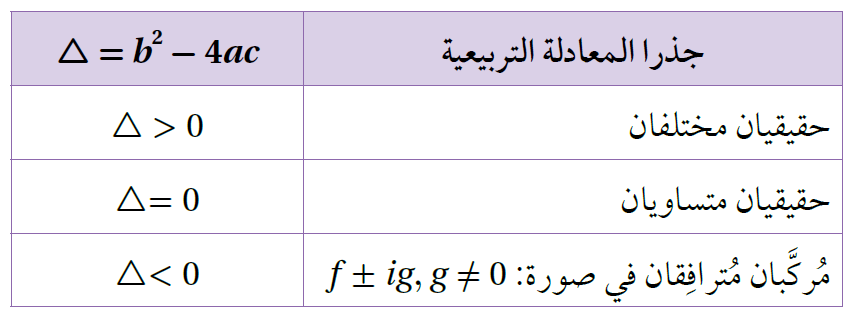 جذرا المعادلة التربيعية △ = b² − 4ac
حقيقيان مختلفان △ > 0
حقيقيان متساويان △= 0
مُركَّبان مُترافِقان في صورة: f ± ig, g ≠ 0 △< 0